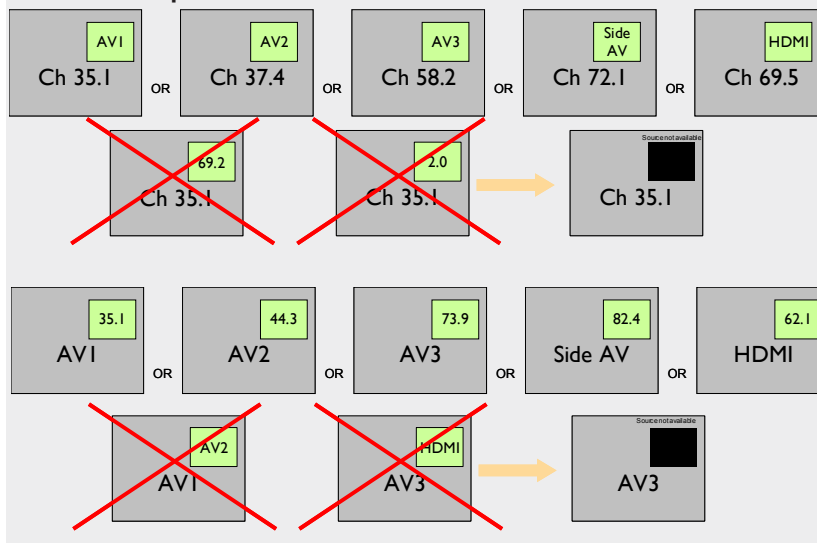 AV1
AV2
AV3
Side
AV
HDMI
Ch 35.1
OR
Ch 37.4
OR
Ch 58.2
OR
Ch 72.1
OR
Ch 69.5
69.2
Ch 35.1
2.0
Ch 35.1
Source not available
Ch 35.1
35.1
AV1
OR
44.3
AV2
OR
73.9
AV3
OR
82.4
Side AV
OR
62.1
HDMI
AV2
AV1
HDMI
AV3
Source not available
AV3